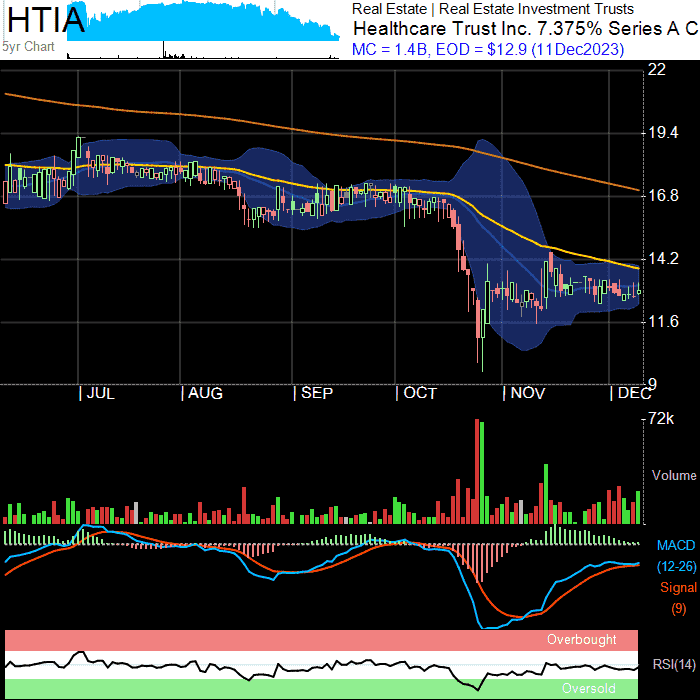 HTIA
5yr Chart
Real Estate | Real Estate Investment Trusts
Healthcare Trust Inc. 7.375% Series A C
MC = 1.4B, EOD = $12.9 (11Dec2023)
22
19.4
16.8
14.2
11.6
9
| JUL | AUG | SEP | OCT | NOV | DEC
72k
Volume
MACD
(12-26)
Signal
(9)
Overbought
RSI(14)
Oversold